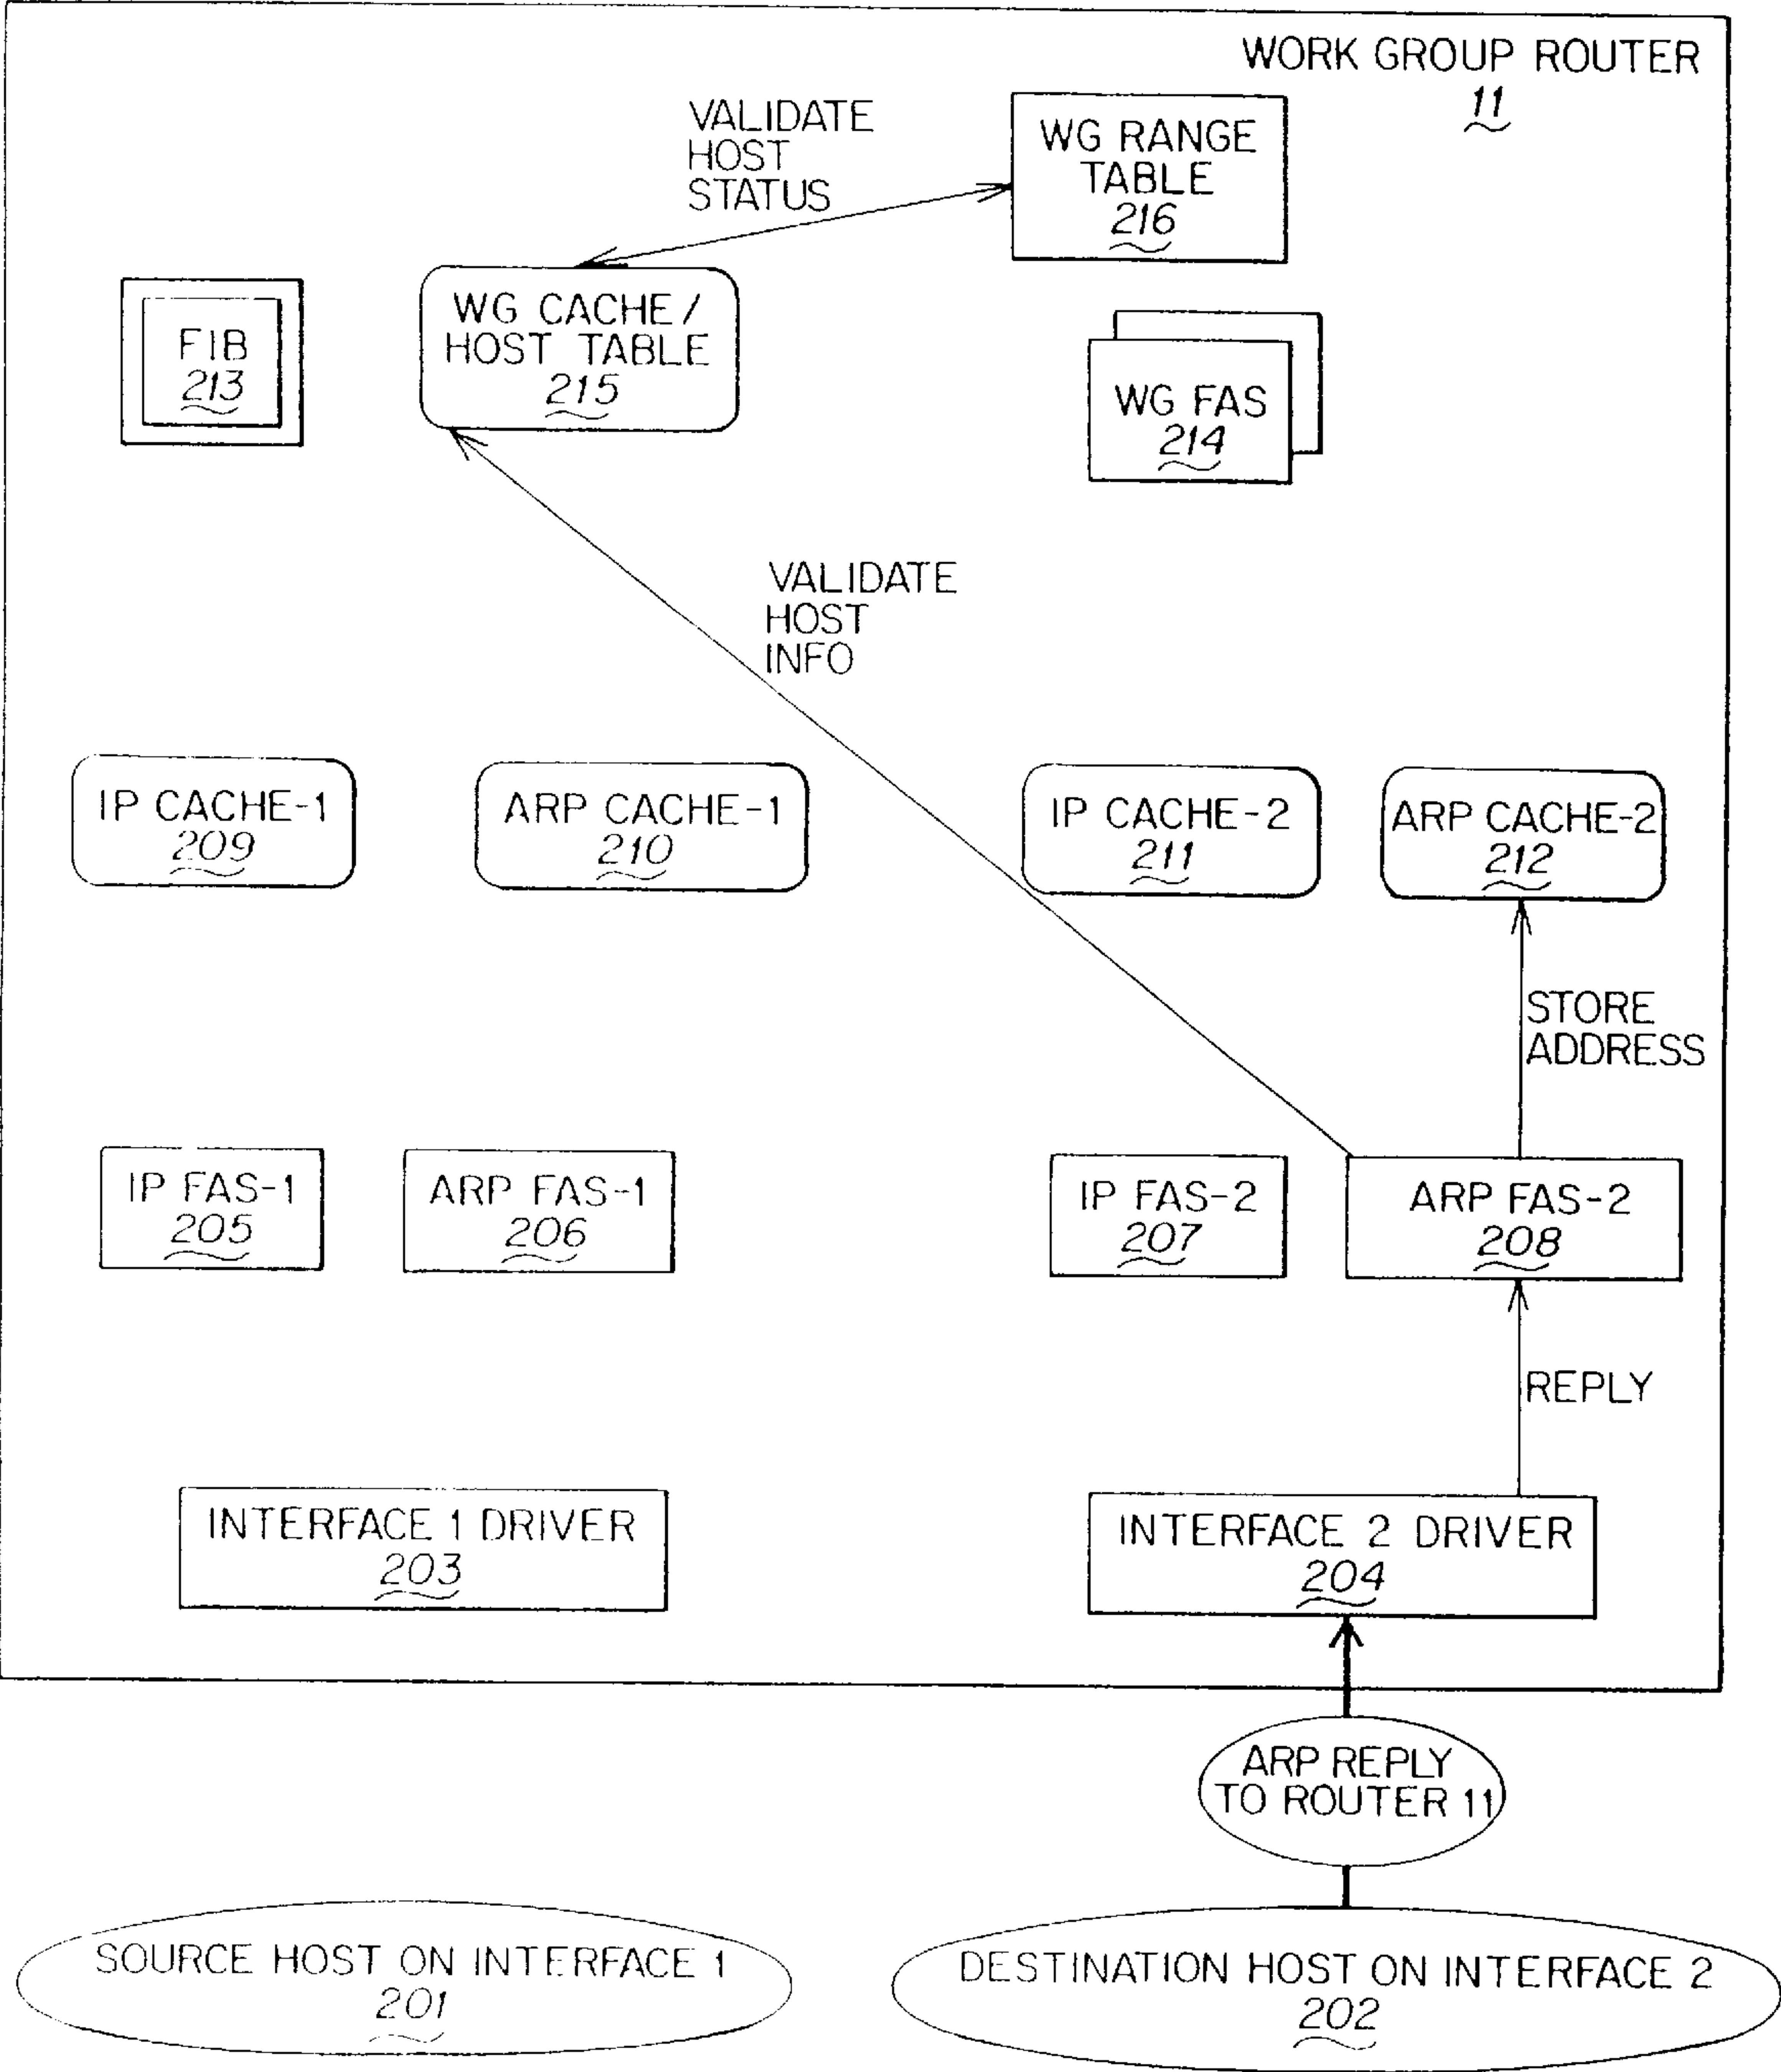 WORK GROUP ROUTER
11
VALIDATE
HOST
STATUS
WG RANGE
TABLE
216
FIB
213
WG CACHE /
HOST TABLE
215
WG FAS
214
VALIDATE
HOST
INFO
IP CACHE-1
209
ARP CACHE-1
210
IP CACHE-2
211
ARP CACHE-2
212
STORE
ADDRESS
IP FAS-1
205
ARP FAS-1
206
IP FAS-2
207
ARP FAS-2
208
REPLY
INTERFACE 1 DRIVER
203
INTERFACE 2 DRIVER
204
ARP REPLY
TO ROUTER 11
SOURCE HOST ON INTERFACE 1
201
DESTINATION HOST ON INTERFACE 2
202